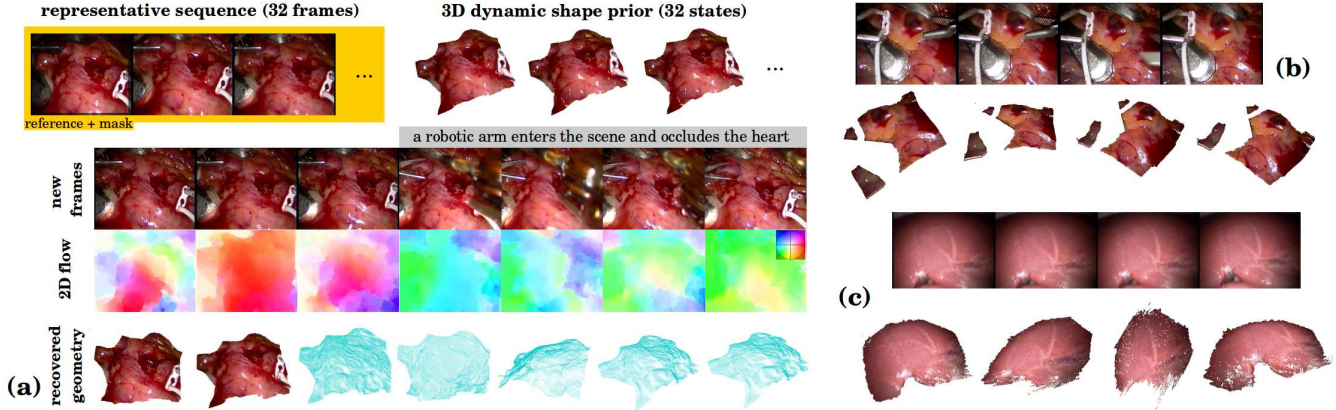 representative sequence (32 frames)
3D dynamic shape prior (32 states)
...
...
reference + mask
a robotic arm enters the scene and occludes the heart
new
frames
2D flow
recovered
geometry
(a)
(b)
(c)